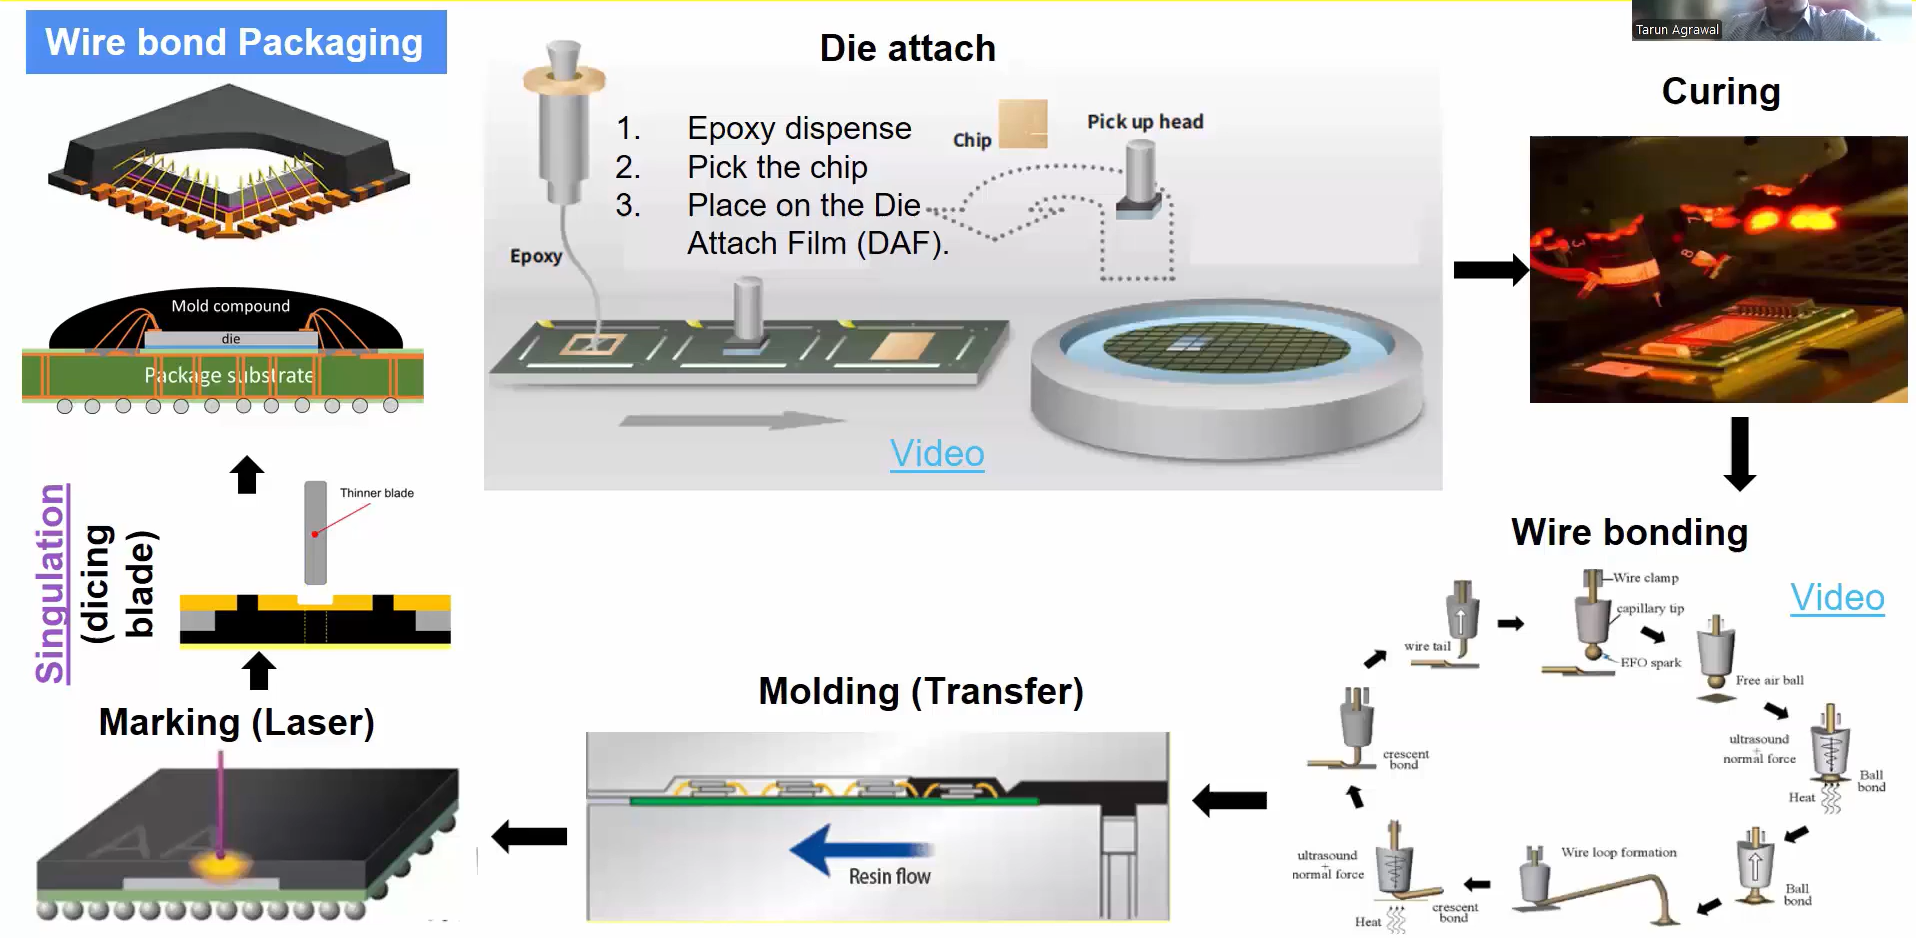 Wire bond Packaging
Mold compound
die
Package substrate
Die attach
1. Epoxy dispense
2. Pick the chip
3. Place on the Die
Attach Film (DAF).
Chip
Pick up head
Epoxy
Video
Tarun Agrawal
Curing
Wire bonding
Video
Wire clamp
capillary tip
EFO spark
wire tail
Free air ball
ultrasound
+
normal force
Ball
bond
Heat
Ball
bond
Wire loop formation
ultrasound
+
normal force
crescent
bond
Heat
crescent
bond
Molding (Transfer)
Resin flow
Marking (Laser)
AA
Singulation
(dicing
blade)
Thinner blade